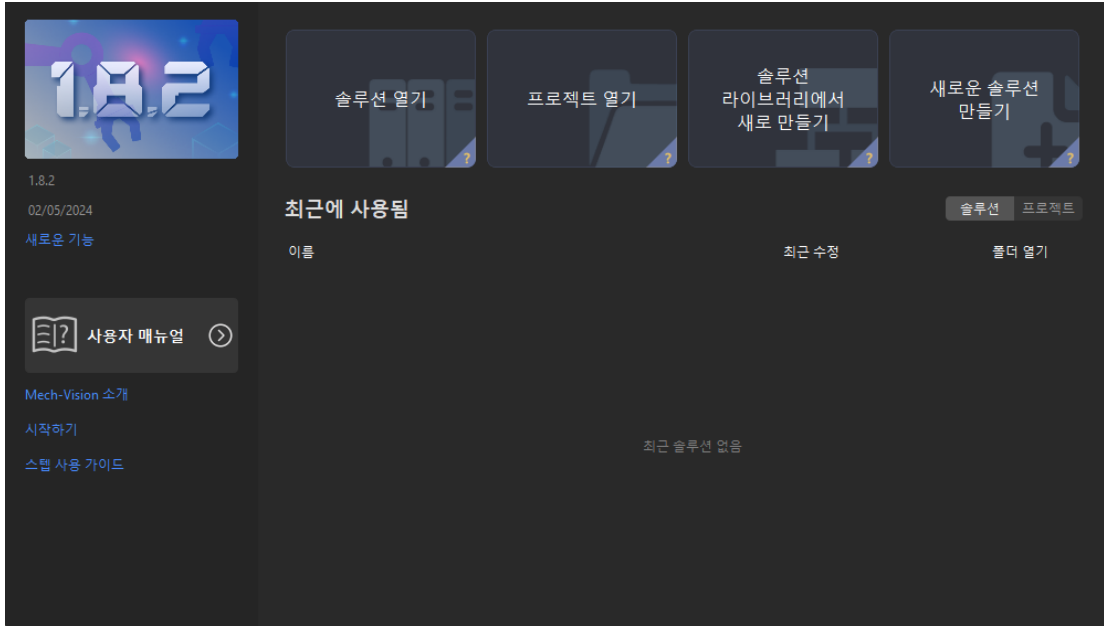 1.8.2
1.8.2
02/05/2024
새로운 기능
사용자 매뉴얼
Mech-Vision 소개
시작하기
스텝 사용 가이드
솔루션 열기
?
프로젝트 열기
?
솔루션
라이브러리에서
새로 만들기
?
새로운 솔루션
만들기
?
최근에 사용됨
솔루션 프로젝트
이름 최근 수정 폴더 열기
최근 솔루션 없음